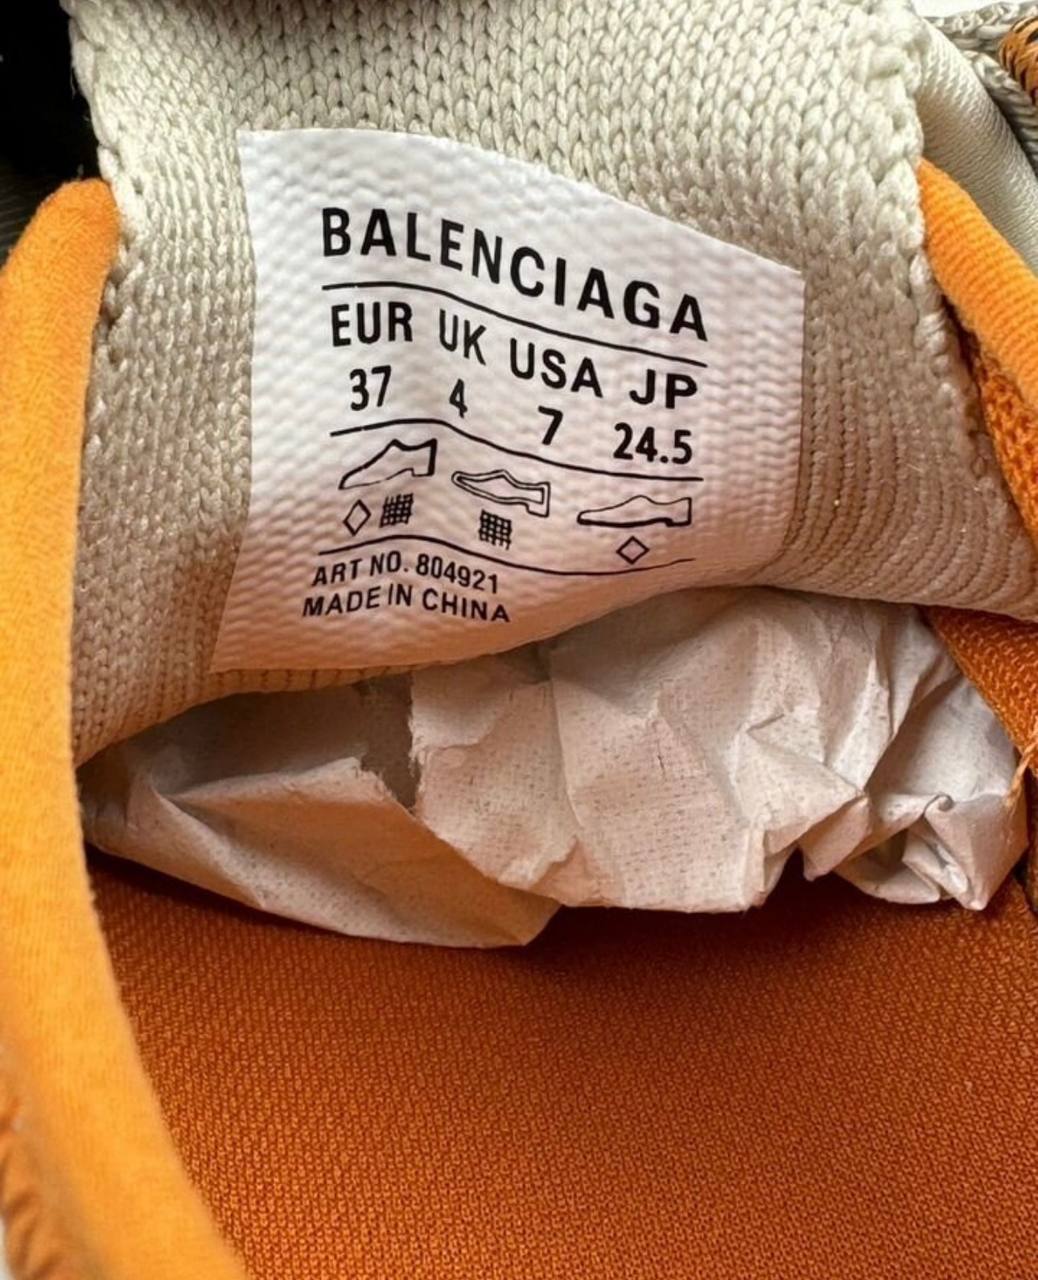 BALENCIAGA
EUR UK USA JP
37 4 7 24.5
ART NO. 804921
MADE IN CHINA